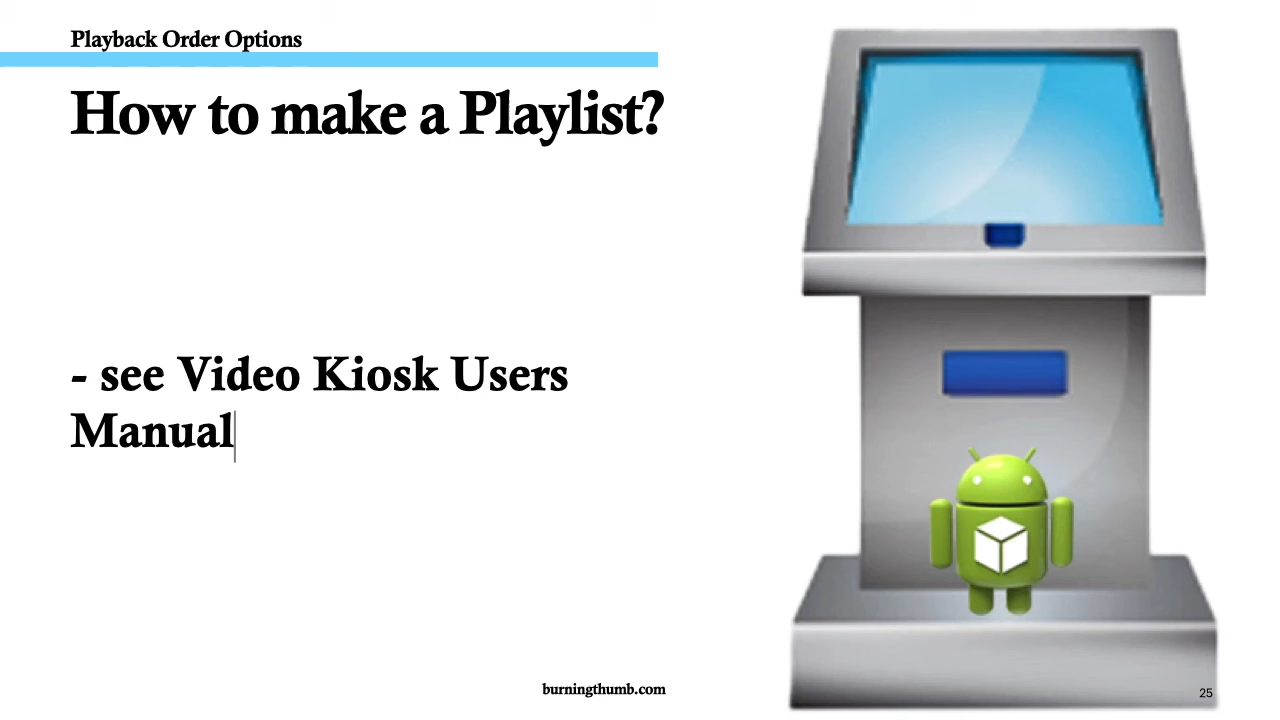 Playback Order Options
How to make a Playlist?
- see Video Kiosk Users
Manual
burningthumb.com
25